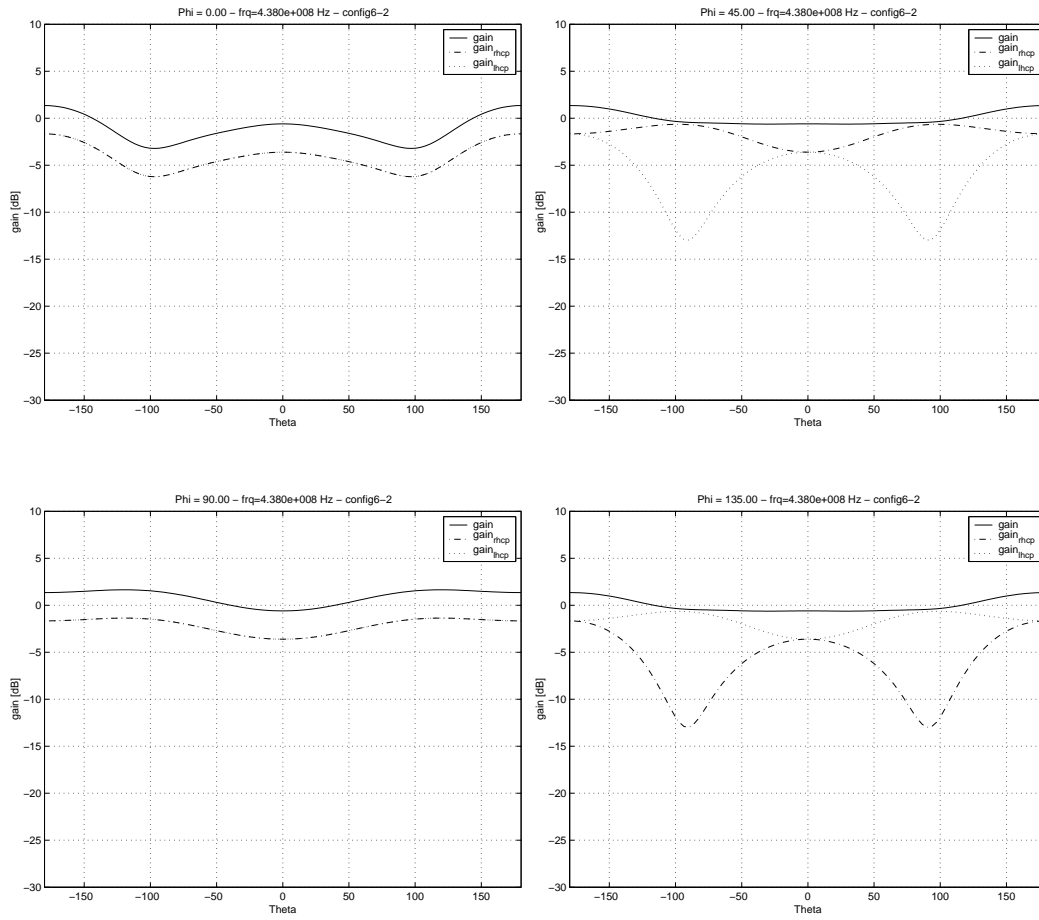 Phi = 0.00 − frq=4.380e+008 Hz − config6−2
10
5
0
−5
−10
−15
−20
−25
−30
gain [dB]
−150 −100 −50 0 50 100 150
Theta
gain
gain_rhcp
gain_lhcp
Phi = 45.00 − frq=4.380e+008 Hz − config6−2
10
5
0
−5
−10
−15
−20
−25
−30
gain [dB]
−150 −100 −50 0 50 100 150
Theta
gain
gain_rhcp
gain_lhcp
Phi = 90.00 − frq=4.380e+008 Hz − config6−2
10
5
0
−5
−10
−15
−20
−25
−30
gain [dB]
−150 −100 −50 0 50 100 150
Theta
gain
gain_rhcp
gain_lhcp
Phi = 135.00 − frq=4.380e+008 Hz − config6−2
10
5
0
−5
−10
−15
−20
−25
−30
gain [dB]
−150 −100 −50 0 50 100 150
Theta
gain
gain_rhcp
gain_lhcp